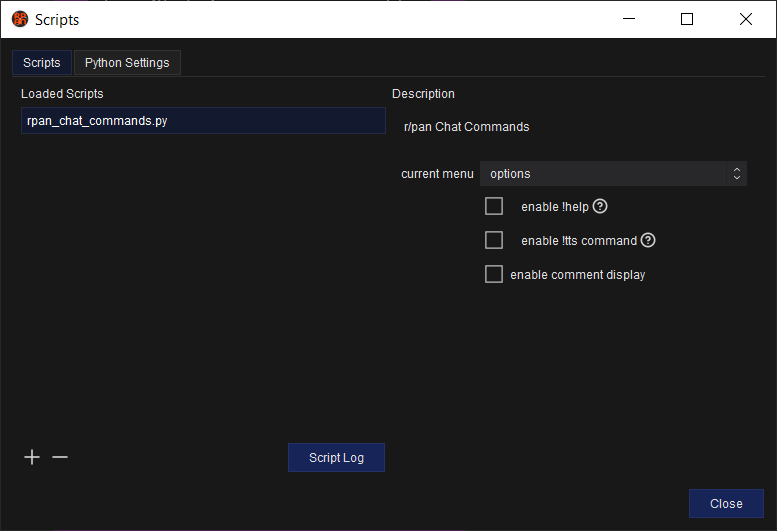 Scripts
Scripts
Python Settings
Loaded Scripts
Description
rpan_chat_commands.py
r/pan Chat Commands
current menu
options
enable !help
enable !tts command
enable comment display
Script Log
Close